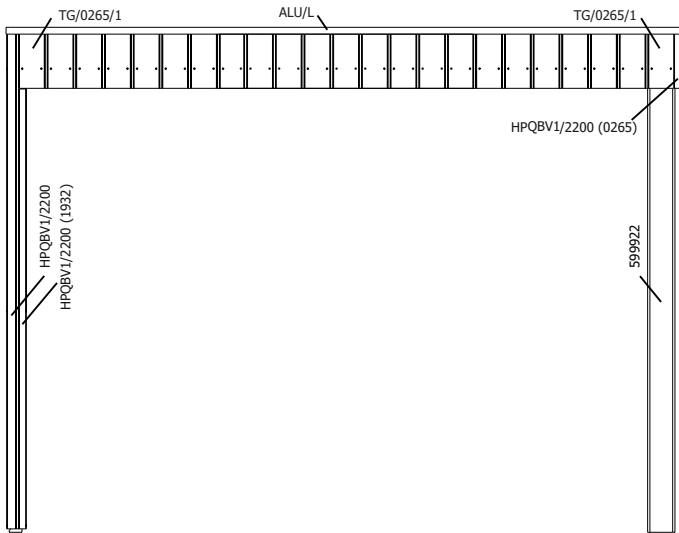 TG/0265/1
ALU/L
TG/0265/1
HPQBV1/2200 (0265)
HPQBV1/2200
HPQBV1/2200 (1932)
599922